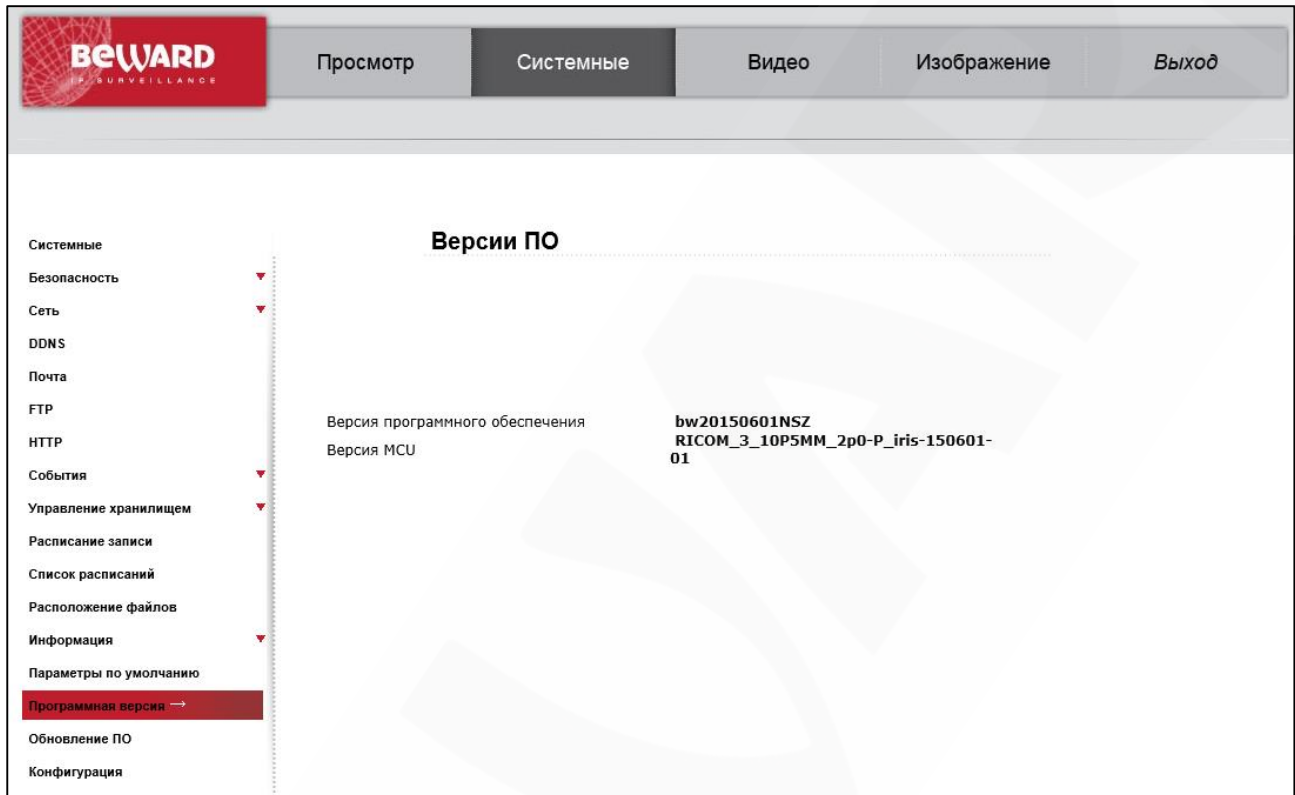 BEWARD
IP SURVEILLANCE
Просмотр
Системные
Видео
Изображение
Выход
Версии ПО
Системные
Безопасность
Сеть
DDNS
Почта
FTP
HTTP
События
Управление хранилищем
Расписание записи
Список расписаний
Расположение файлов
Информация
Параметры по умолчанию
Программная версия →
Обновление ПО
Конфигурация
Версия программного обеспечения
bw20150601NSZ
Версия MCU
RICOM_3_10P5MM_2p0-P_iris-150601-
01